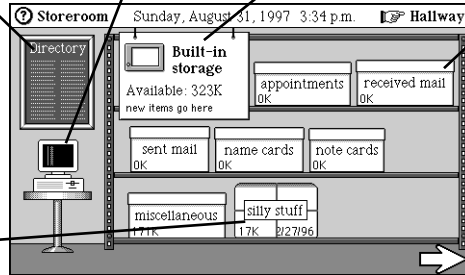 ? Storeroom Sunday, August 31, 1997 3:34 p.m. Hallway
Directory
Built-in
storage
Available: 323K
new items go here
appointments
0K
received mail
0K
sent mail
0K
name cards
0K
note cards
0K
miscellaneous
171K
silly stuff
17K 2/27/96